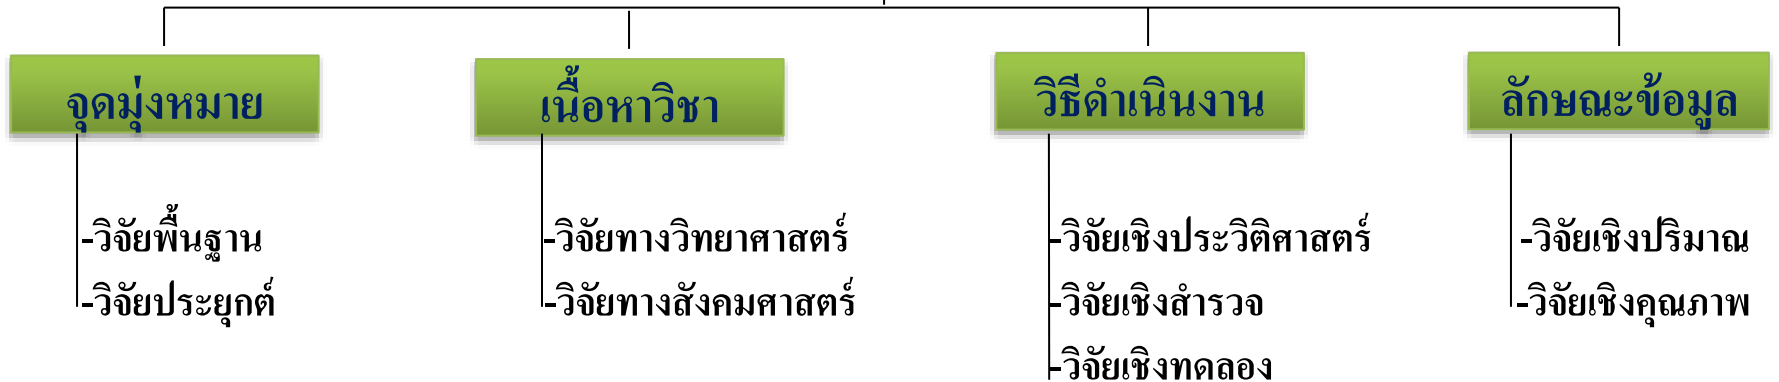 จุดมุ่งหมาย
-วิจัยพื้นฐาน
-วิจัยประยุกต์
เนื้อหาวิชา
-วิจัยทางวิทยาศาสตร์
-วิจัยทางสังคมศาสตร์
วิธีดำเนินงาน
-วิจัยเชิงประวิติศาสตร์
-วิจัยเชิงสำรวจ
-วิจัยเชิงทดลอง
ลักษณะข้อมูล
-วิจัยเชิงปริมาณ
-วิจัยเชิงคุณภาพ